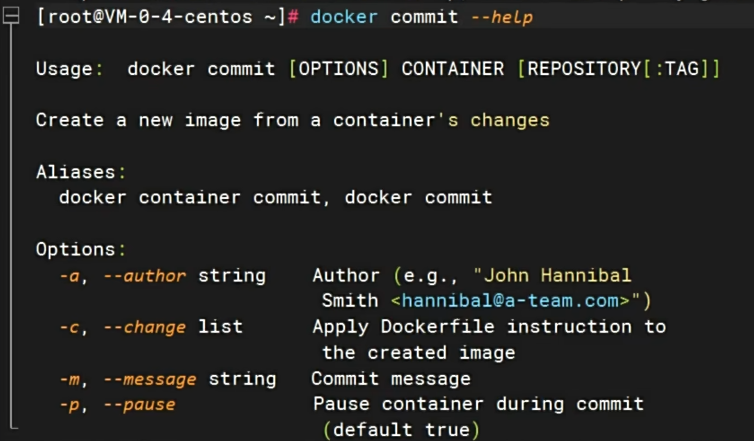 [root@VM-0-4-centos ~]# docker commit --help
Usage:  docker commit [OPTIONS] CONTAINER [REPOSITORY[:TAG]]
Create a new image from a container's changes
Aliases:
docker container commit, docker commit
Options:
-a, --author string    Author (e.g., "John Hannibal
Smith <hannibal@a-team.com>")
-c, --change list      Apply Dockerfile instruction to
the created image
-m, --message string   Commit message
-p, --pause            Pause container during commit
(default true)